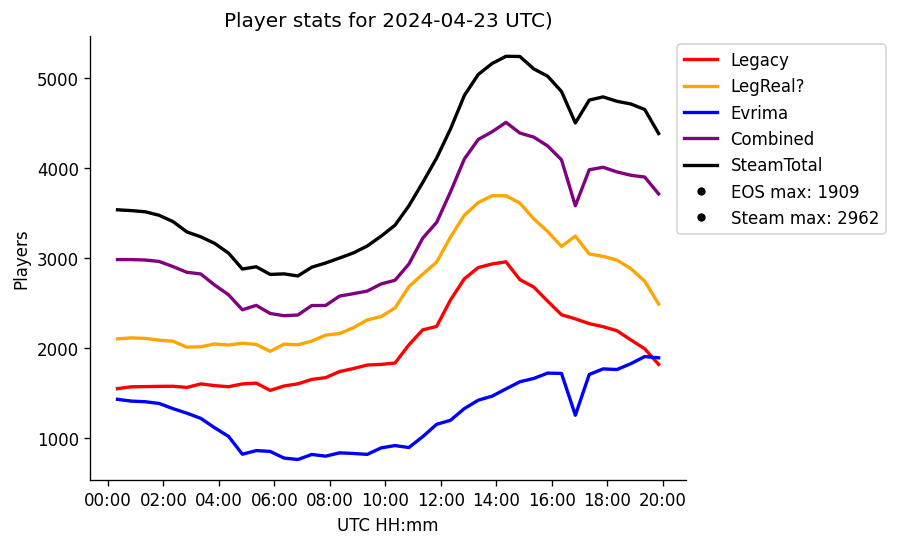 Player stats for 2024-04-23 UTC)
Legacy
LegReal?
Evrima
Combined
SteamTotal
EOS max: 1909
Steam max: 2962
Players
5000
4000
3000
2000
1000
00:00 02:00 04:00 06:00 08:00 10:00 12:00 14:00 16:00 18:00 20:00
UTC HH:mm